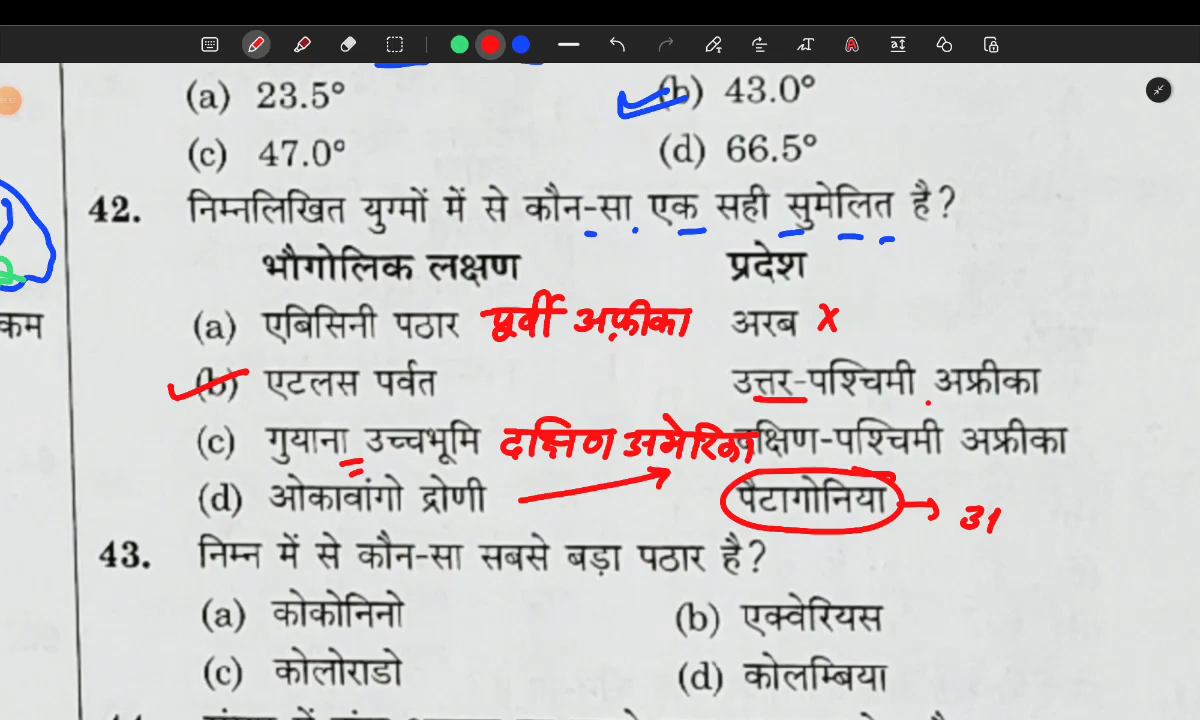 (a) 23.5° (b) 43.0°
(c) 47.0° (d) 66.5°
42. निम्नलिखित युग्मों में से कौन-सा एक सही सुमेलित है?
भौगोलिक लक्षण प्रदेश
(a) एबिसिनी पठार पूर्वी अफ्रीका अरब x
(b) एटलस पर्वत उत्तर-पश्चिमी अफ्रीका
(c) गुयाना उच्चभूमि दक्षिण अमेरिका दक्षिण-पश्चिमी अफ्रीका
कम
(d) ओकावांगो द्रोणी पैटागोनिया → अ
43. निम्न में से कौन-सा सबसे बड़ा पठार है?
(a) कोकोनिनो (b) एक्वेरियस
(c) कोलोराडो (d) कोलम्बिया